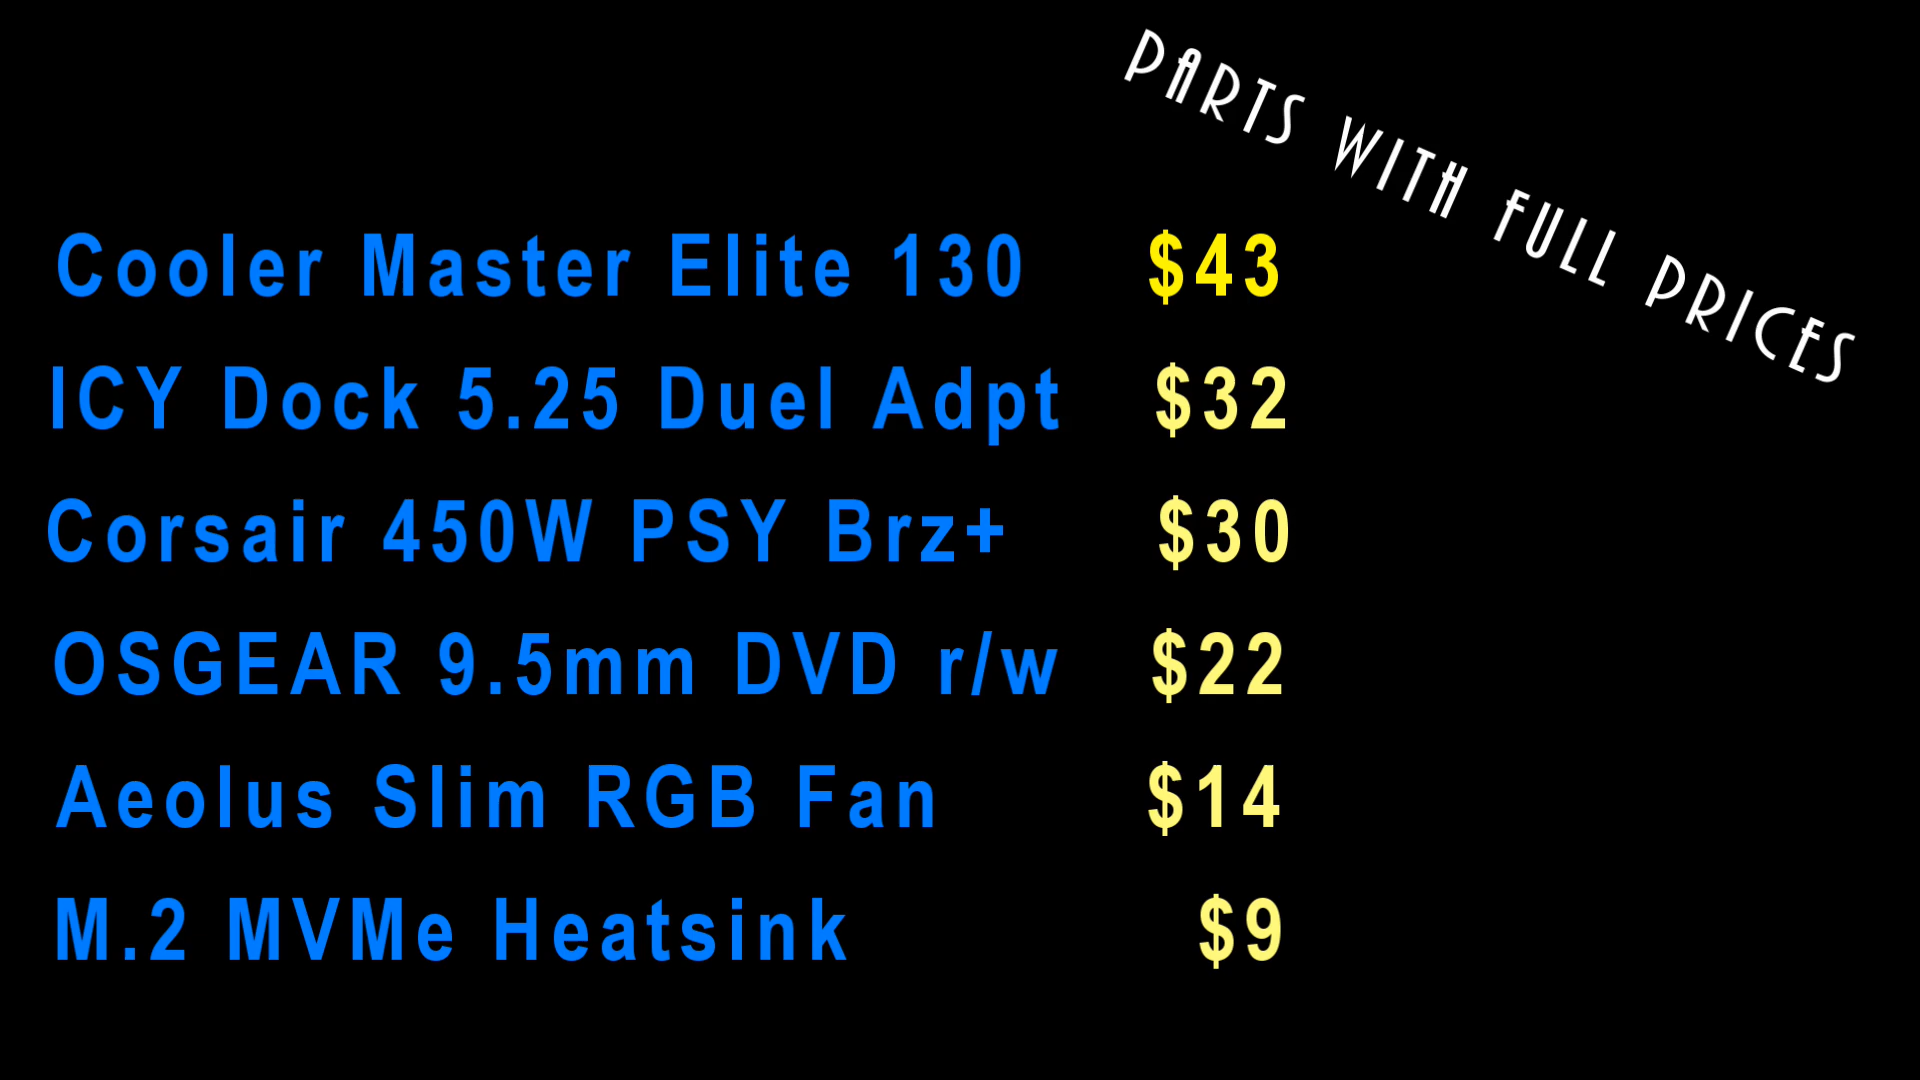 PARTS WITH FULL PRICES
Cooler Master Elite 130 $43
ICY Dock 5.25 Duel Adpt $32
Corsair 450W PSY Brz+ $30
OSGEAR 9.5mm DVD r/w $22
Aeolus Slim RGB Fan $14
M.2 MVMe Heatsink $9